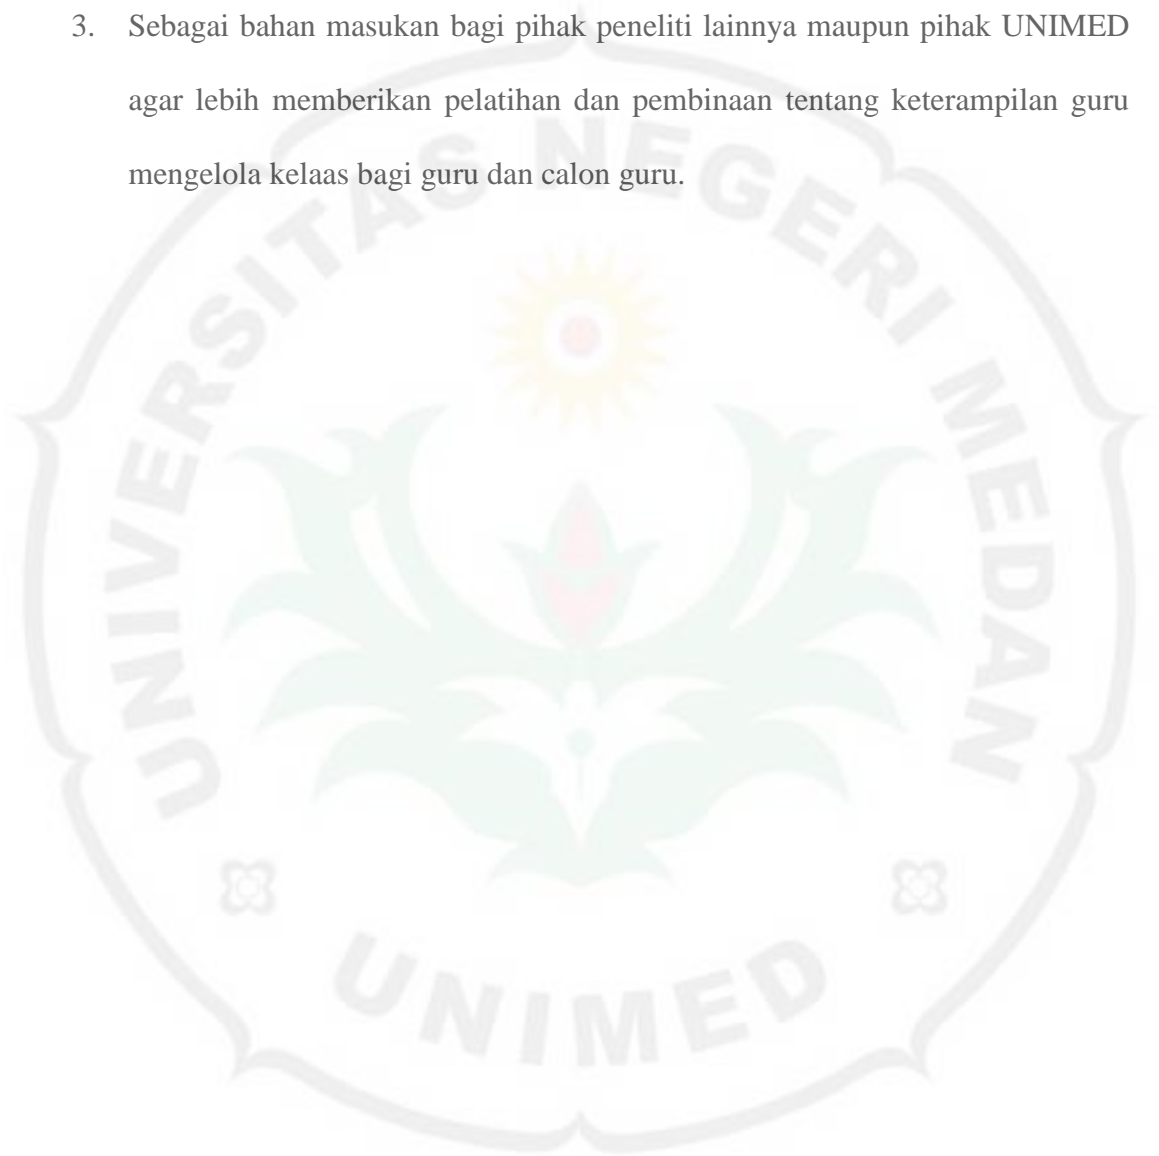 3. Sebagai bahan masukan bagi pihak peneliti lainnya maupun pihak UNIMED
agar lebih memberikan pelatihan dan pembinaan tentang keterampilan guru
mengelola kelaas bagi guru dan calon guru.
UNIVERSITAS NEGERI MEDAN
UNIMED